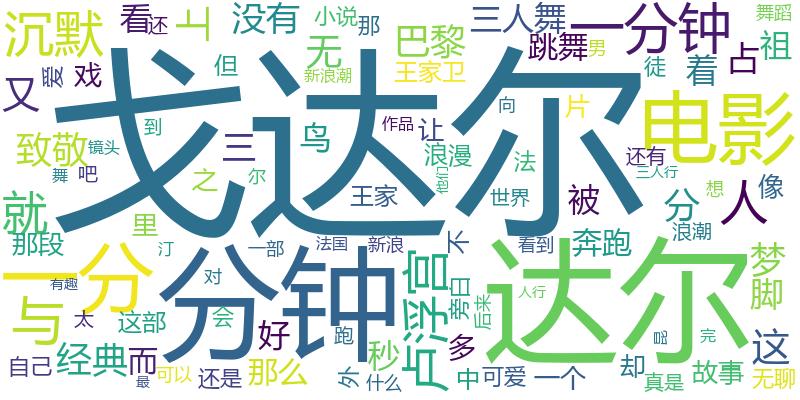 沉默
看
还
上
没有
小说
那
三人舞
一分钟
舞蹈
祖
又
爱
戏
但
无
巴黎
跳舞
男
占
新浪潮
王家卫
着
徒
戈达尔
电影
致敬
镜头
到
三
鸟
作品
让
向
片
还有
舞
吧
之
尔
浪漫
他们
法
三人行
就
里
王家
世界
被
分
想
人
像
那段
汀
一部
法国
新浪
不
看到
奔跑
浪潮
梦
一分
有趣
对
分钟
卢浮宫
旁白
后来
人行
达尔
脚
与
太
这部
会
好
跑
秒
多
昆
完
这
自己
经典
而
最
可以
还是
那么
外
什么
中
可爱
一个
却
真是
故事
无聊